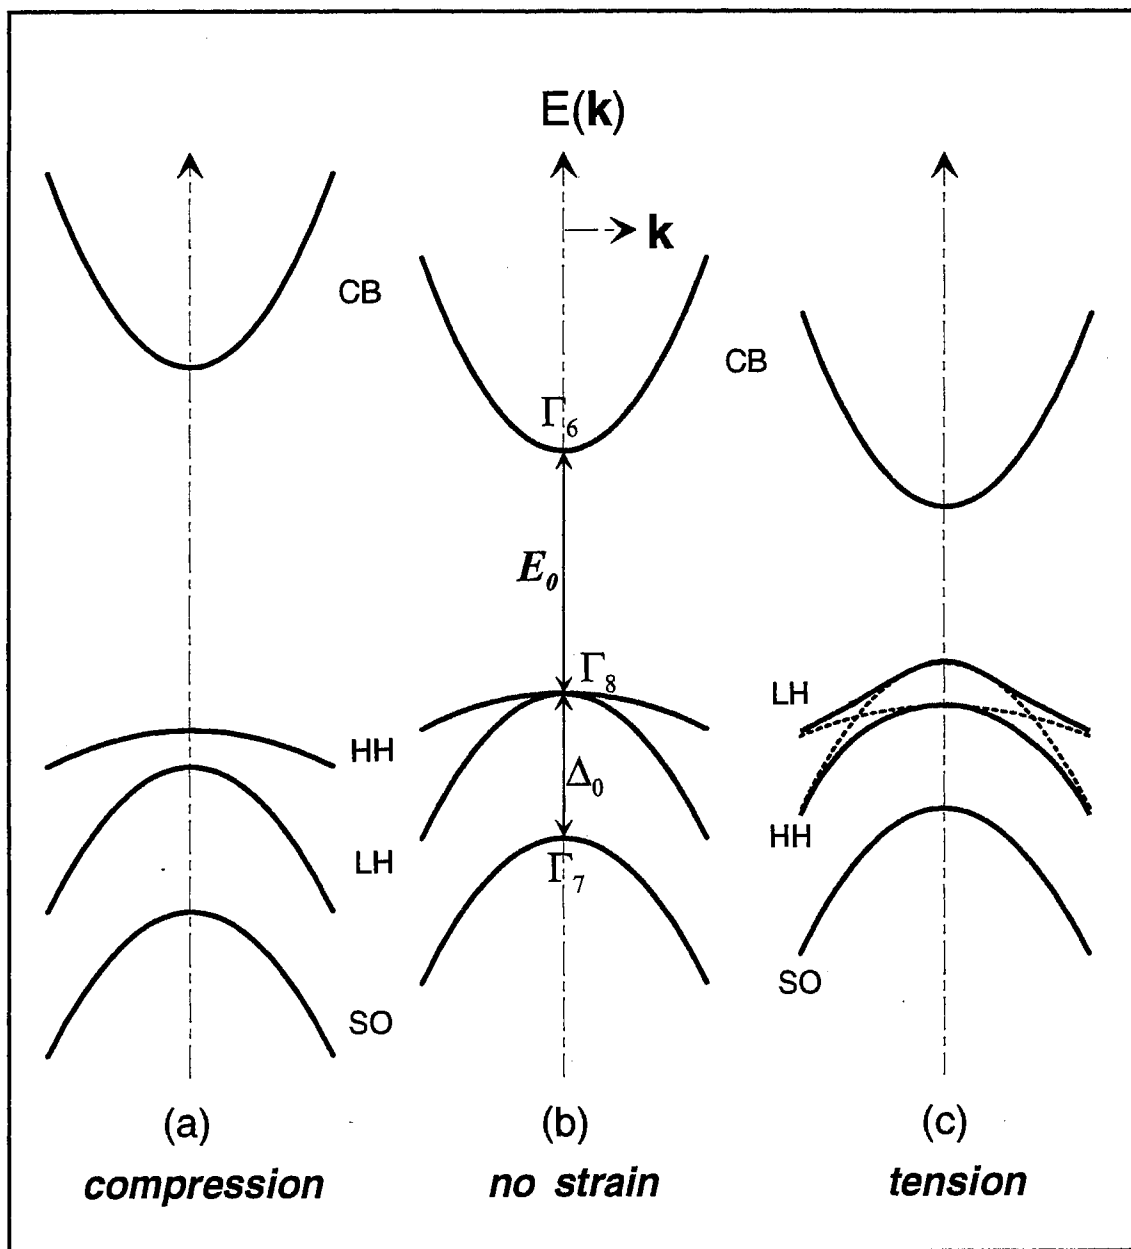 E(k)
k
CB
CB
Γ₆
E₀
Γ₈
LH
HH
Δ₀
HH
LH
Γ₇
SO
SO
(a)
(b)
(c)
compression
no strain
tension